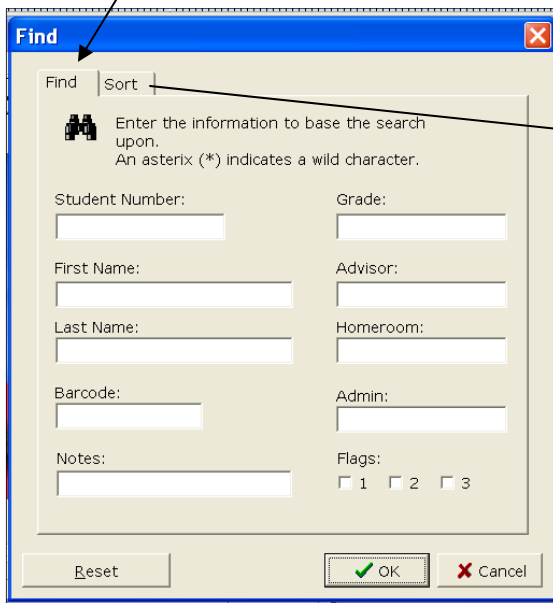 Find
Find Sort
Enter the information to base the search
upon.
An asterix (*) indicates a wild character.
Student Number: Grade:
First Name: Advisor:
Last Name: Homeroom:
Barcode: Admin:
Notes: Flags:
1 2 3
Reset OK Cancel